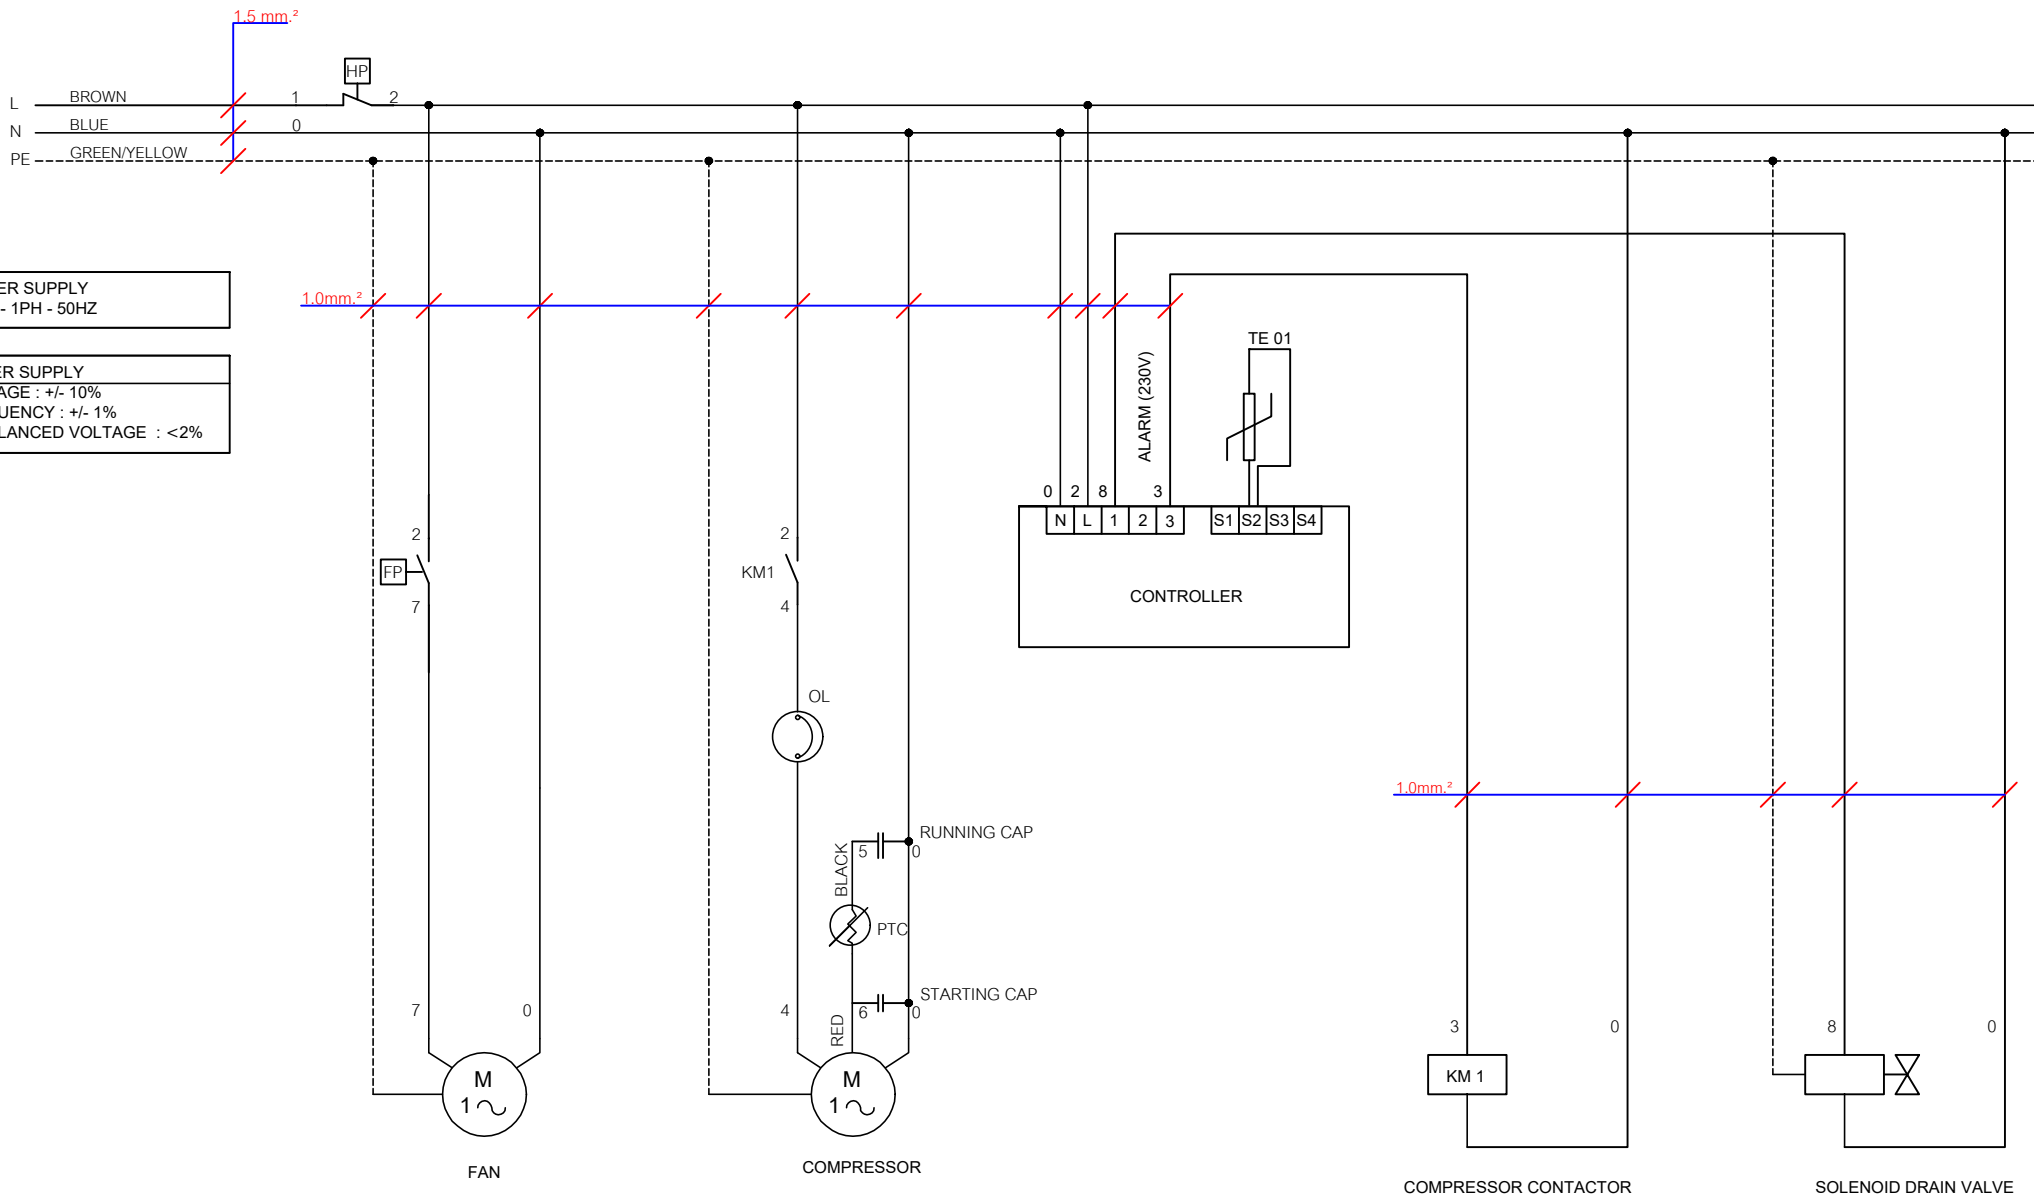 1.5 mm.²
HP
L BROWN 1 2
N BLUE 0
PE GREEN/YELLOW
ER SUPPLY
- 1PH - 50HZ
ER SUPPLY
AGE : +/- 10%
UENCY : +/- 1%
LANCED VOLTAGE : <2%
1.0mm.²
TE 01
ALARM (230V)
0 2 8 3
N L 1 2 3 S1 S2 S3 S4
CONTROLLER
2
FP
7
2
KM1
4
OL
1.0mm.²
RUNNING CAP
5 0
BLACK
PTC
STARTING CAP
6 0
RED
7 0
4
3 0
8 0
M
1
FAN
M
1
COMPRESSOR
KM 1
COMPRESSOR CONTACTOR
SOLENOID DRAIN VALVE